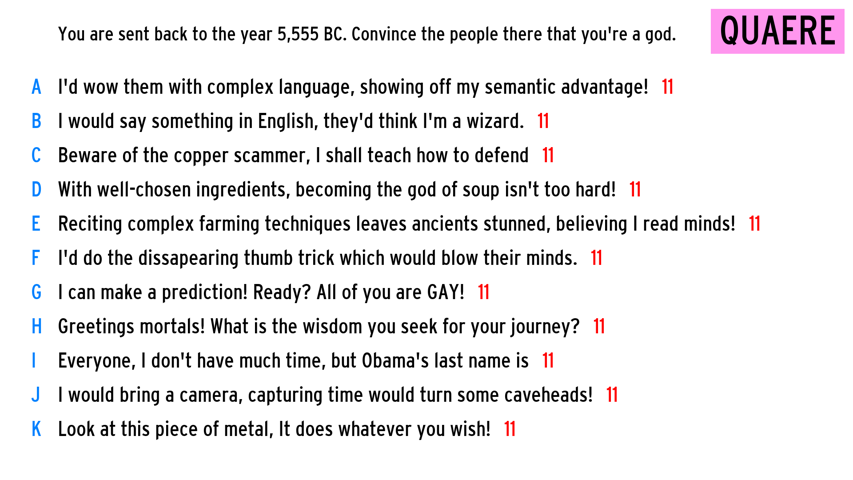 You are sent back to the year 5,555 BC. Convince the people there that you're a god.
QUAERE
A I'd wow them with complex language, showing off my semantic advantage! 11
B I would say something in English, they'd think I'm a wizard. 11
C Beware of the copper scammer, I shall teach how to defend 11
D With well-chosen ingredients, becoming the god of soup isn't too hard! 11
E Reciting complex farming techniques leaves ancients stunned, believing I read minds! 11
F I'd do the dissapearing thumb trick which would blow their minds. 11
G I can make a prediction! Ready? All of you are GAY! 11
H Greetings mortals! What is the wisdom you seek for your journey? 11
I Everyone, I don't have much time, but Obama's last name is 11
J I would bring a camera, capturing time would turn some caveheads! 11
K Look at this piece of metal, It does whatever you wish! 11